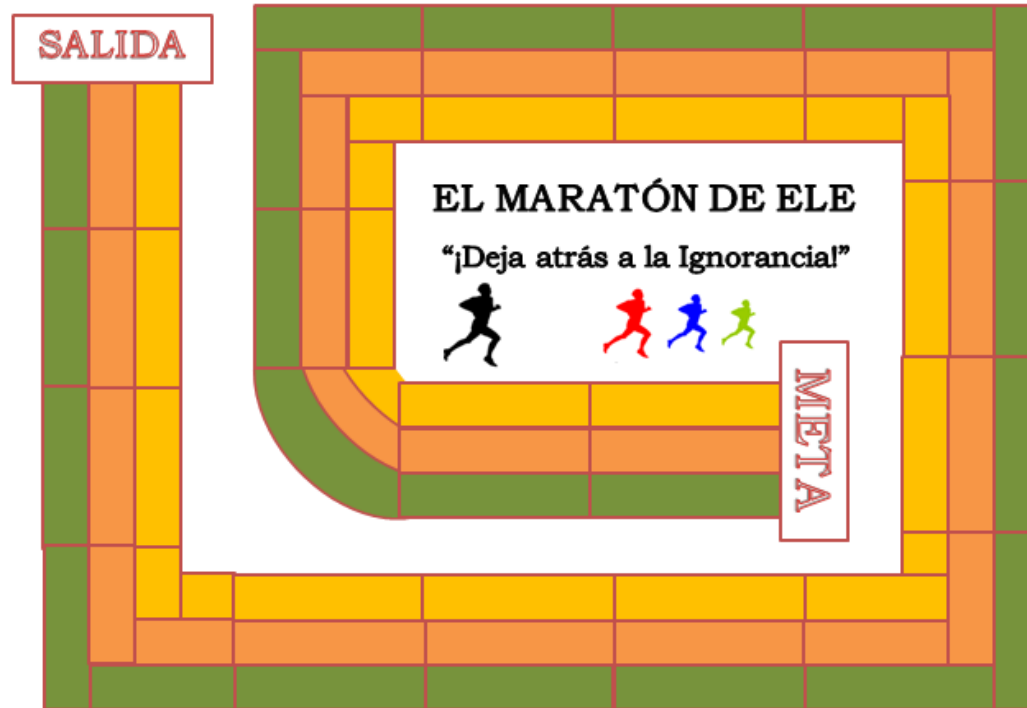 SALIDA
EL MARATÓN DE ELE
“¡Deja atrás a la Ignorancia!”
META